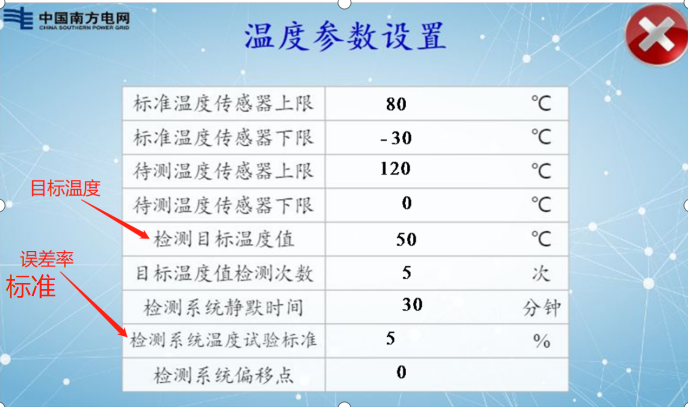 中国南方电网
CHINA SOUTHERN POWER GRID
温度参数设置
标准温度传感器上限 80 ℃
标准温度传感器下限 -30 ℃
待测温度传感器上限 120 ℃
待测温度传感器下限 0 ℃
目标温度
检测目标温度值 50 ℃
目标温度值检测次数 5 次
误差率
标准
检测系统静默时间 30 分钟
检测系统温度试验标准 5 %
检测系统偏移点 0